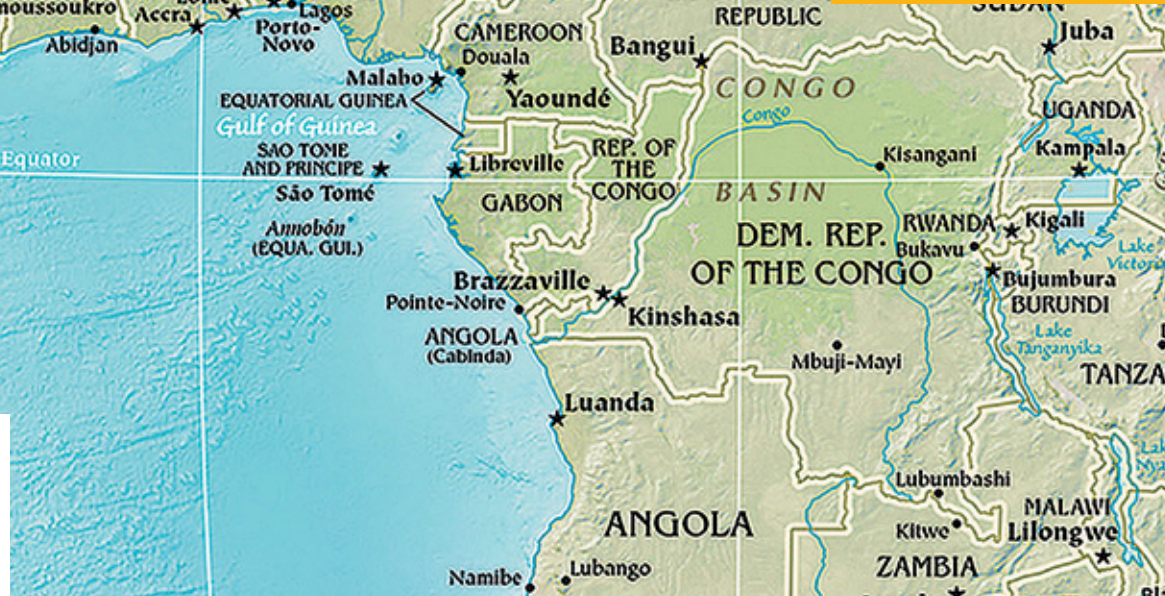 REPUBLIC
Accra
Lagos
Porto-
Novo
Abidjan
CAMEROON
Douala
Bangui
Juba
Malabo
Yaoundé
CONGO
EQUATORIAL GUINEA
Congo
UGANDA
Gulf of Guinea
Kampala
Equator
SAO TOME
AND PRINCIPE
São Tomé
Libreville
REP. OF
THE
CONGO
Kisangani
GABON
BASIN
Annobón
(EQUA. GUI.)
DEM. REP.
OF THE CONGO
RWANDA
Kigali
Bukavu
Lake
Bujumbura
BURUNDI
Brazzaville
Pointe-Noire
Kinshasa
ANGOLA
(Cabinda)
Lake
Tanganyika
Mbuji-Mayi
Luanda
Lubumbashi
ANGOLA
Kitwe
MALAWI
Lilongwe
ZAMBIA
Namibe
Lubango